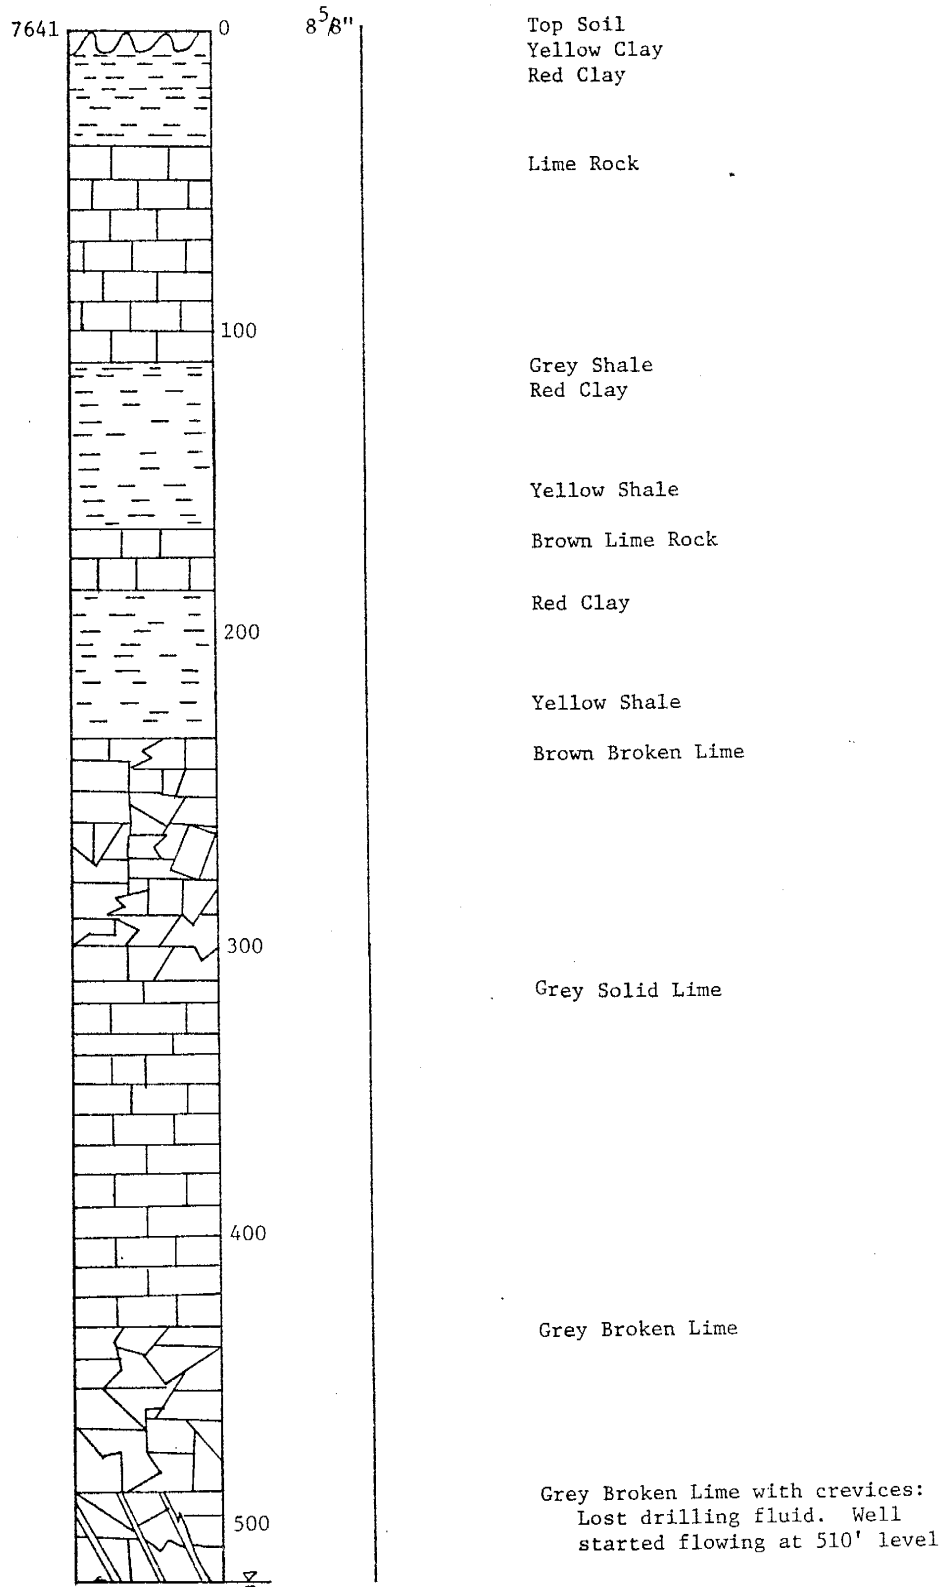 7641 0 8 5/8" Top Soil
Yellow Clay
Red Clay
Lime Rock
100
Grey Shale
Red Clay
Yellow Shale
Brown Lime Rock
Red Clay
200
Yellow Shale
Brown Broken Lime
300
Grey Solid Lime
400
Grey Broken Lime
Grey Broken Lime with crevices:
Lost drilling fluid. Well
500
started flowing at 510' level